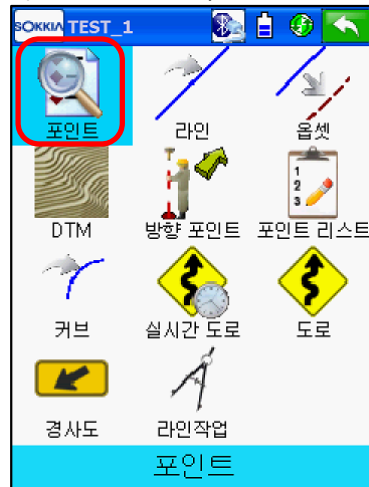 SOKKIA TEST_1
포인트 라인 옵셋
DTM 방향 포인트 포인트 리스트
커브 실시간 도로 도로
경사도 라인작업
포인트